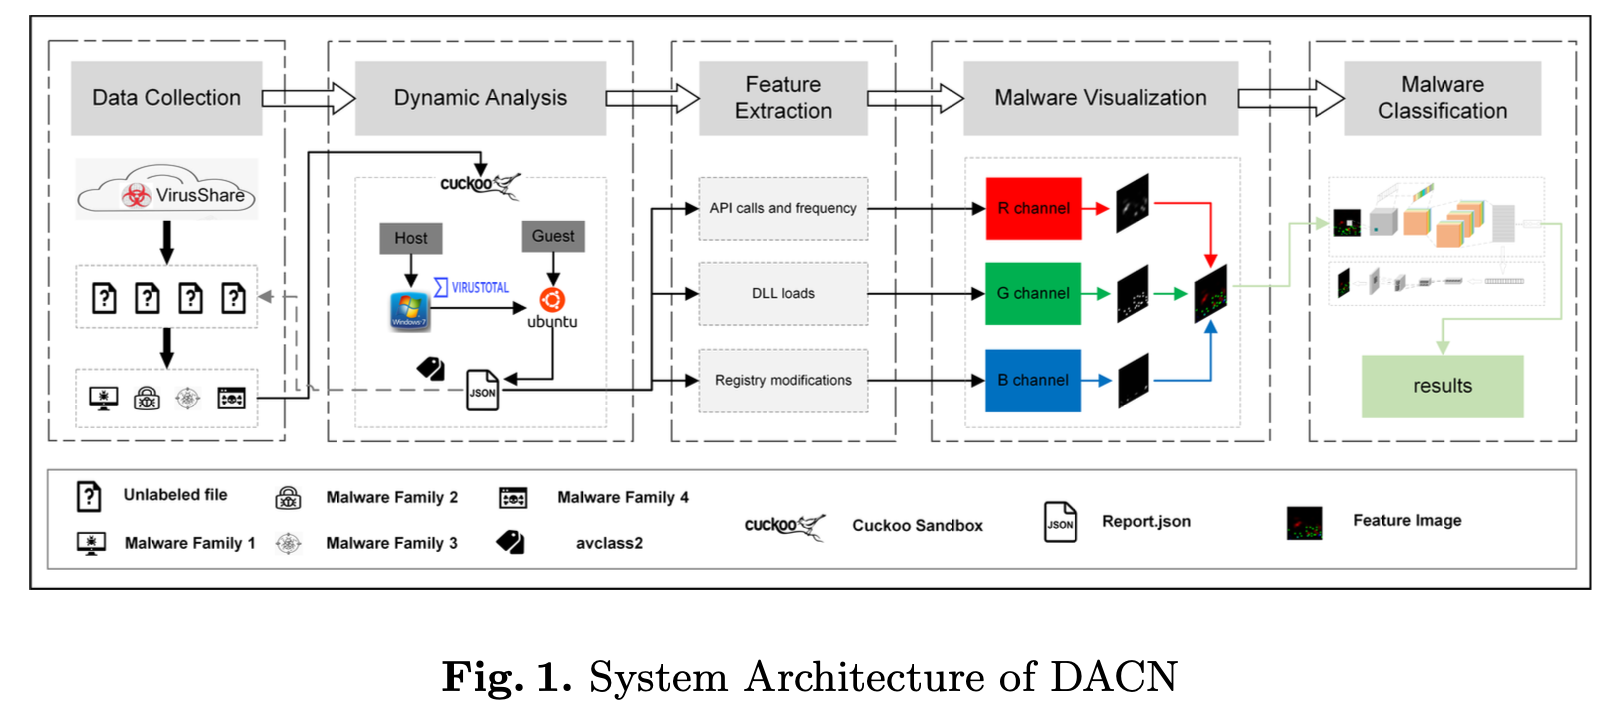 Data Collection
Dynamic Analysis
Feature
Extraction
Malware Visualization
Malware
Classification
VirusShare
cuckoo
Host
Guest
VIRUSTOTAL
Windows 7
ubuntu
JSON
API calls and frequency
DLL loads
Registry modifications
R channel
G channel
B channel
results
Unlabeled file
Malware Family 2
Malware Family 4
Malware Family 1
Malware Family 3
avclass2
cuckoo
Cuckoo Sandbox
JSON
Report.json
Feature Image
Fig. 1. System Architecture of DACN